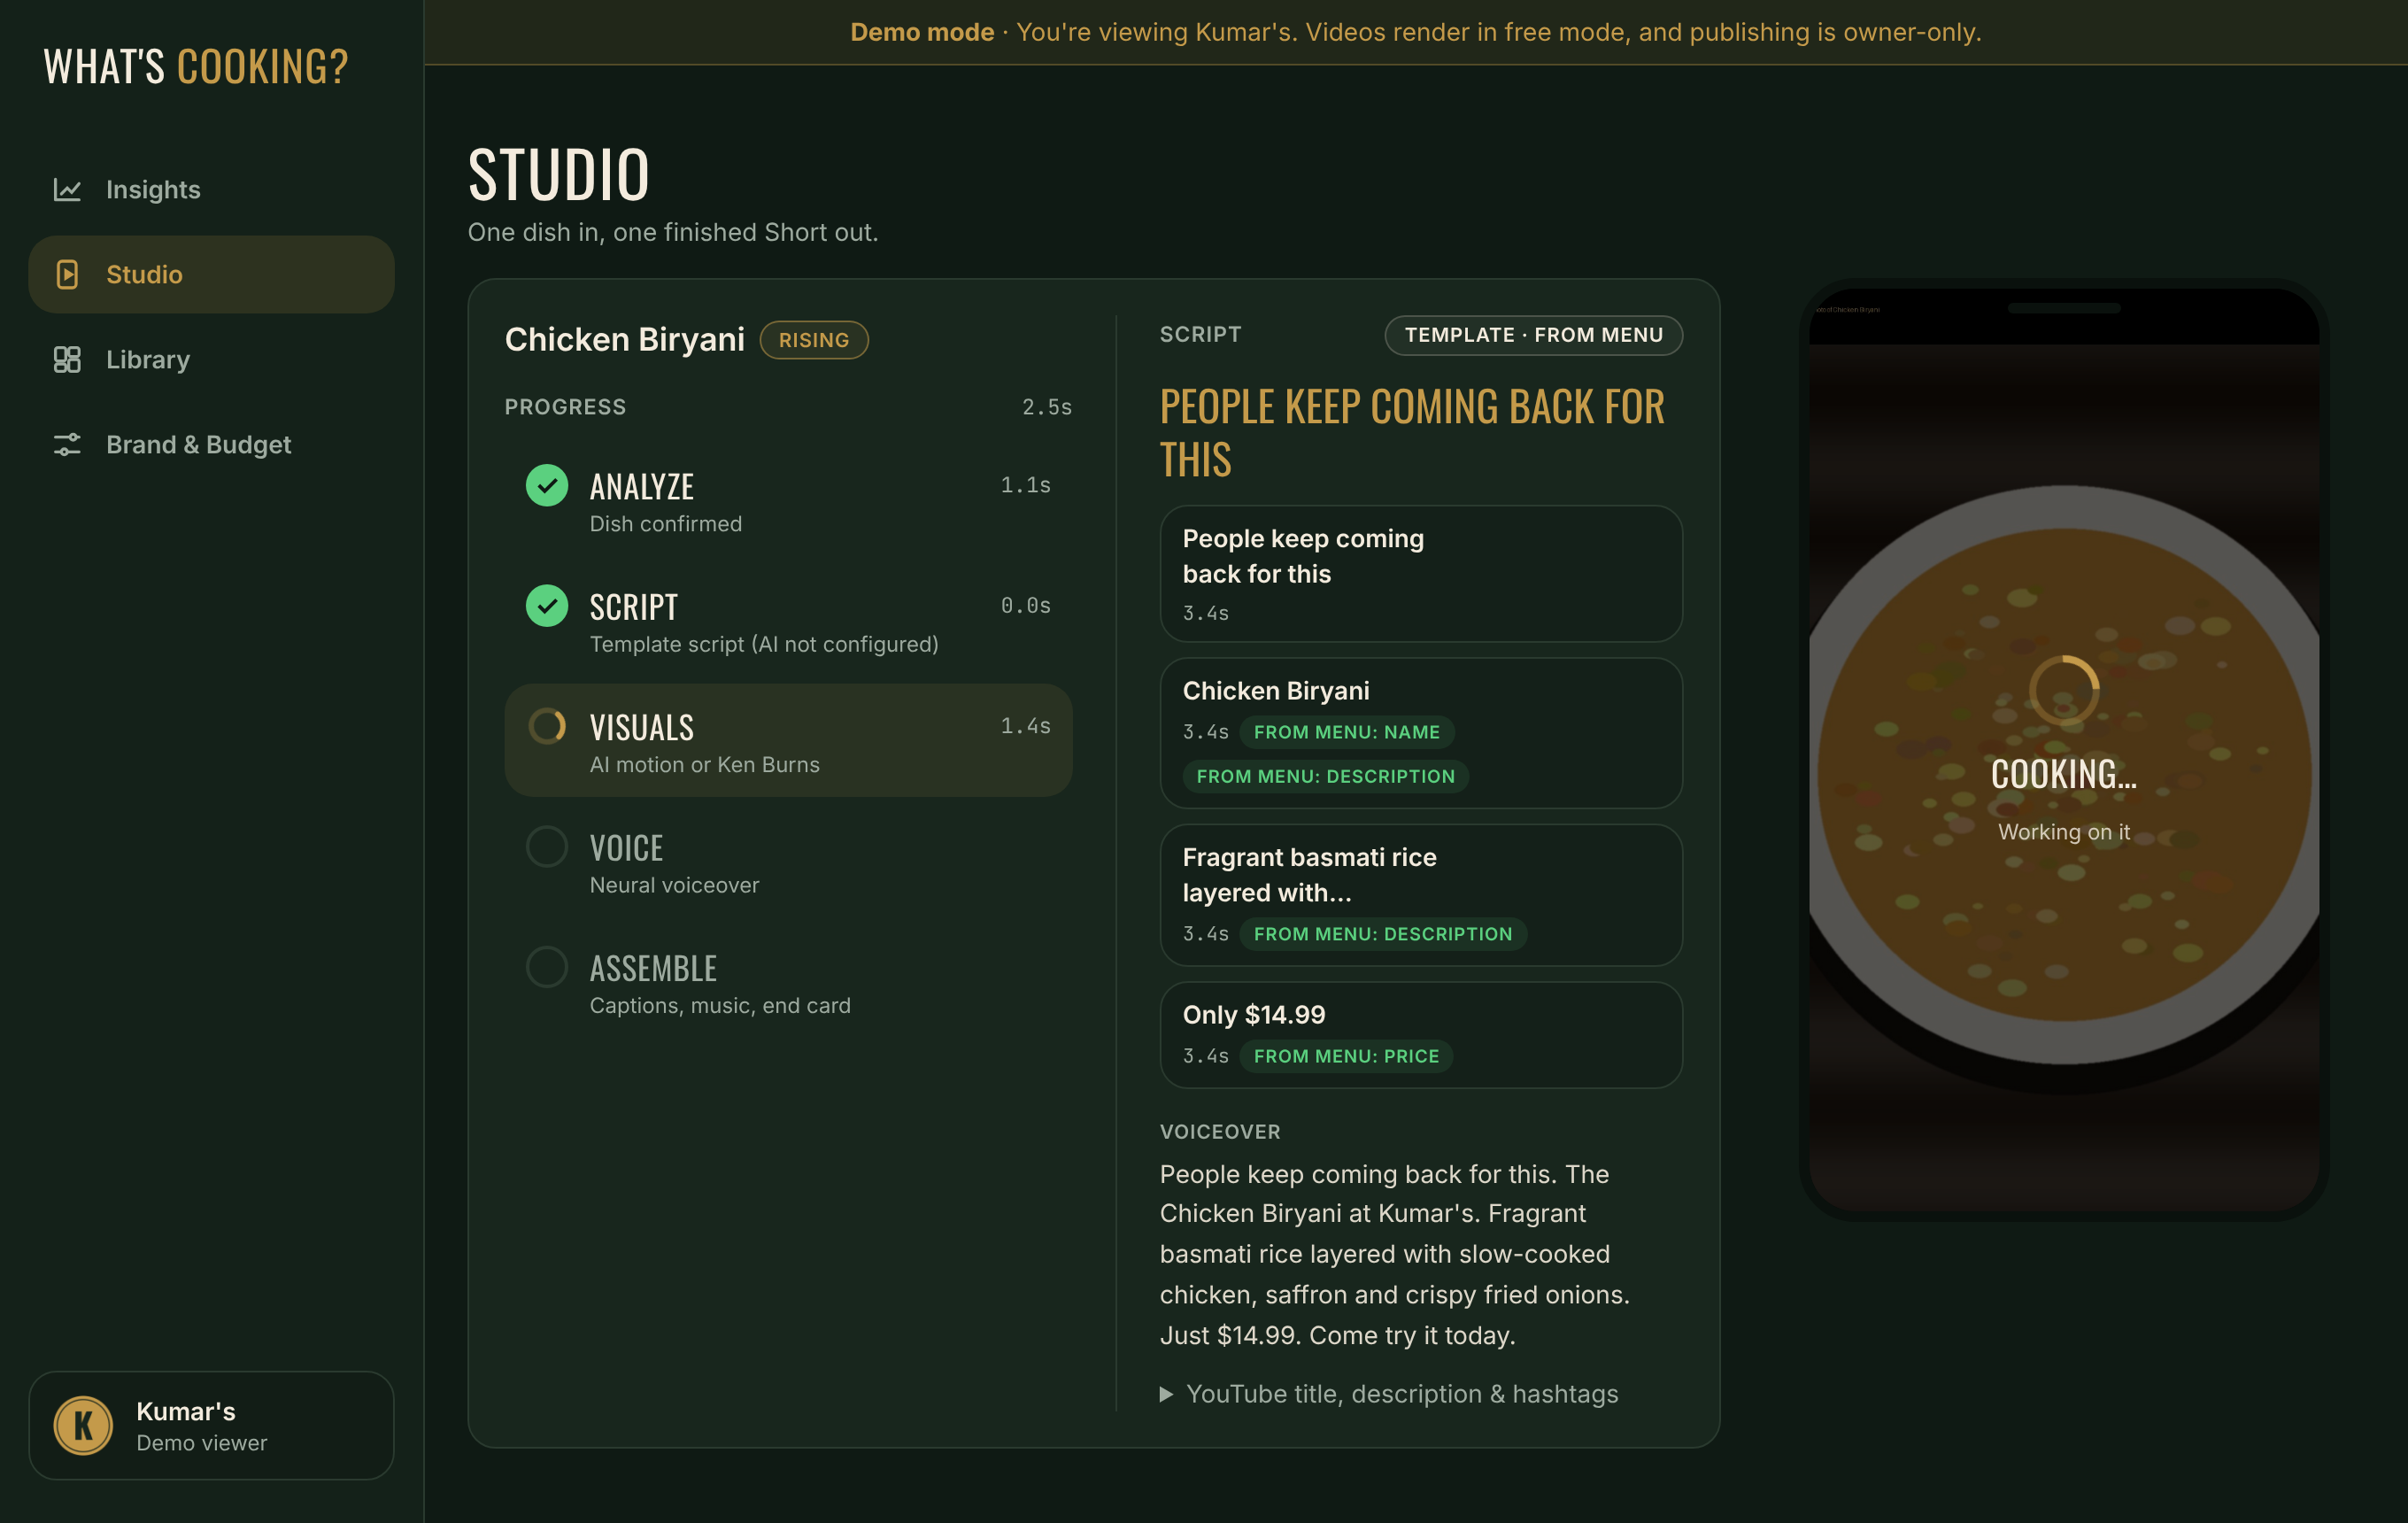 WHAT'S COOKING?
Insights
Studio
Library
Brand & Budget
Kumar's
Demo viewer
Demo mode · You're viewing Kumar's. Videos render in free mode, and publishing is owner-only.
STUDIO
One dish in, one finished Short out.
Chicken Biryani RISING
PROGRESS 2.5s
ANALYZE 1.1s
Dish confirmed
SCRIPT 0.0s
Template script (AI not configured)
VISUALS 1.4s
AI motion or Ken Burns
VOICE
Neural voiceover
ASSEMBLE
Captions, music, end card
SCRIPT TEMPLATE · FROM MENU
PEOPLE KEEP COMING BACK FOR
THIS
People keep coming
back for this
3.4s
Chicken Biryani
3.4s FROM MENU: NAME
FROM MENU: DESCRIPTION
Fragrant basmati rice
layered with...
3.4s FROM MENU: DESCRIPTION
Only $14.99
3.4s FROM MENU: PRICE
VOICEOVER
People keep coming back for this. The
Chicken Biryani at Kumar's. Fragrant
basmati rice layered with slow-cooked
chicken, saffron and crispy fried onions.
Just $14.99. Come try it today.
YouTube title, description & hashtags
of Chicken Biryani
COOKING...
Working on it